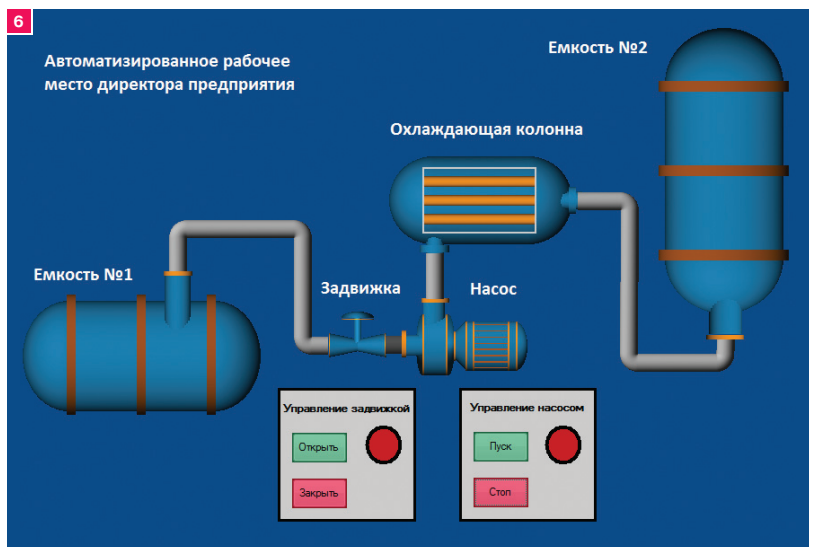 6
Автоматизированное рабочее
место директора предприятия
Емкость №2
Охлаждающая колонна
Емкость №1
Задвижка
Насос
Управление задвижкой
Открыть
Закрыть
Управление насосом
Пуск
Стоп